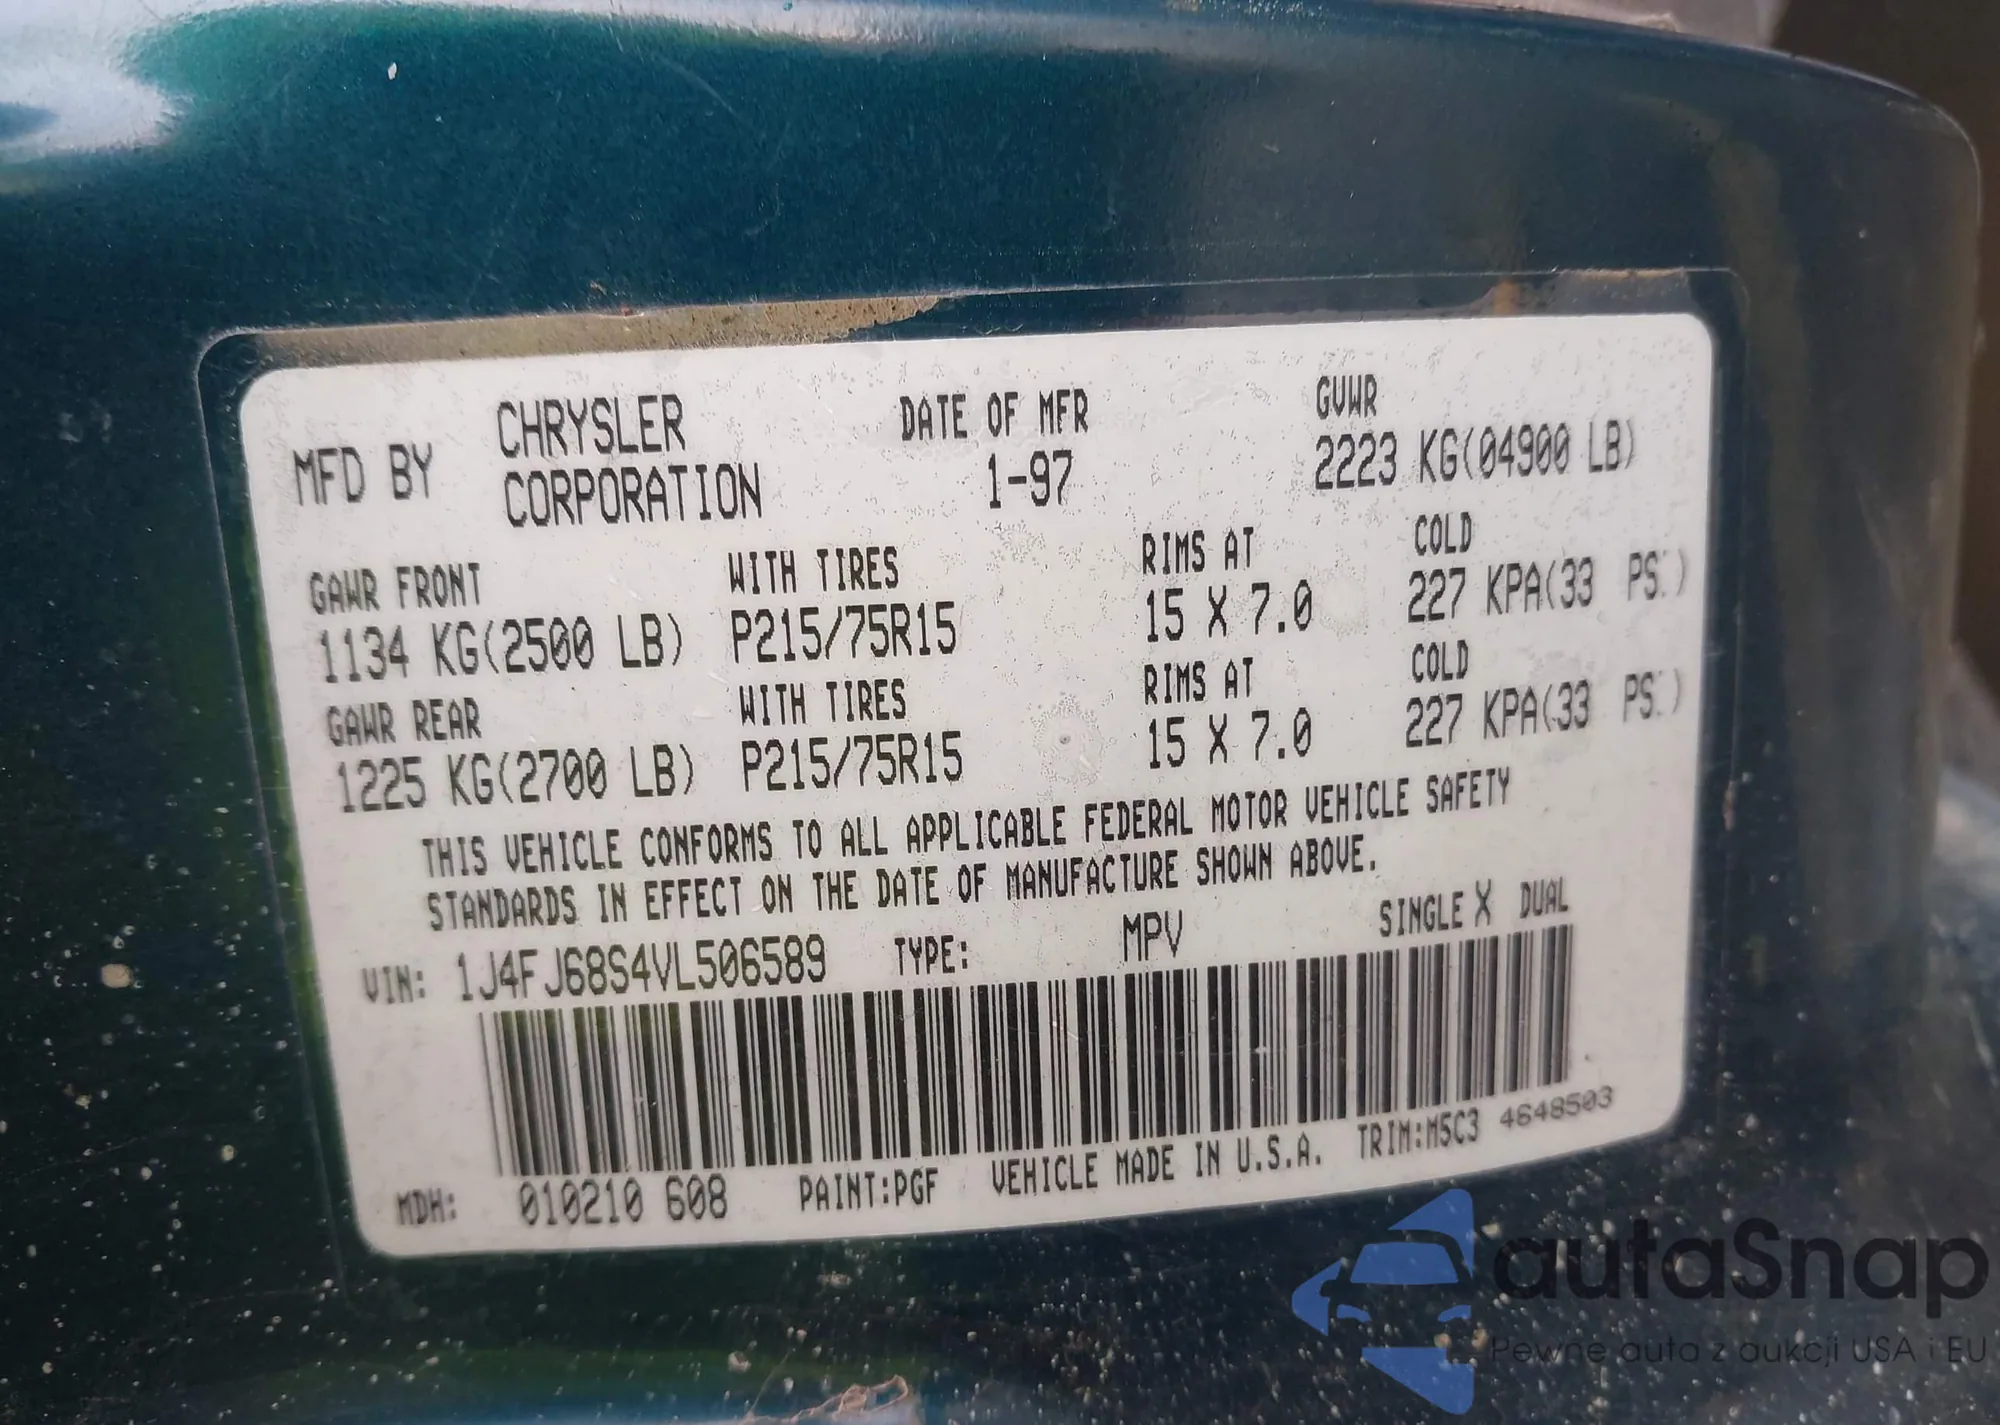 MFD BY CHRYSLER CORPORATION DATE OF MFR 1-97 GVWR 2223 KG(04900 LB)
GAWR FRONT WITH TIRES RIMS AT COLD
1134 KG(2500 LB) P215/75R15 15 X 7.0 227 KPA(33
GAWR REAR WITH TIRES RIMS AT COLD
1225 KG(2700 LB) P215/75R15 15 X 7.0 227 KPA(33
THIS VEHICLE CONFORMS TO ALL APPLICABLE FEDERAL MOTOR VEHICLE SAFETY
STANDARDS IN EFFECT ON THE DATE OF MANUFACTURE SHOWN ABOVE.
VIN: 1J4FJ68S4VL506589 TYPE: MPV SINGLE X DUAL
MDH: 010210 608 PAINT:PGF VEHICLE MADE IN U.S.A. TRIM:M5C3 4648503
autaSnap
Pewne auta z aukcji USA i EU